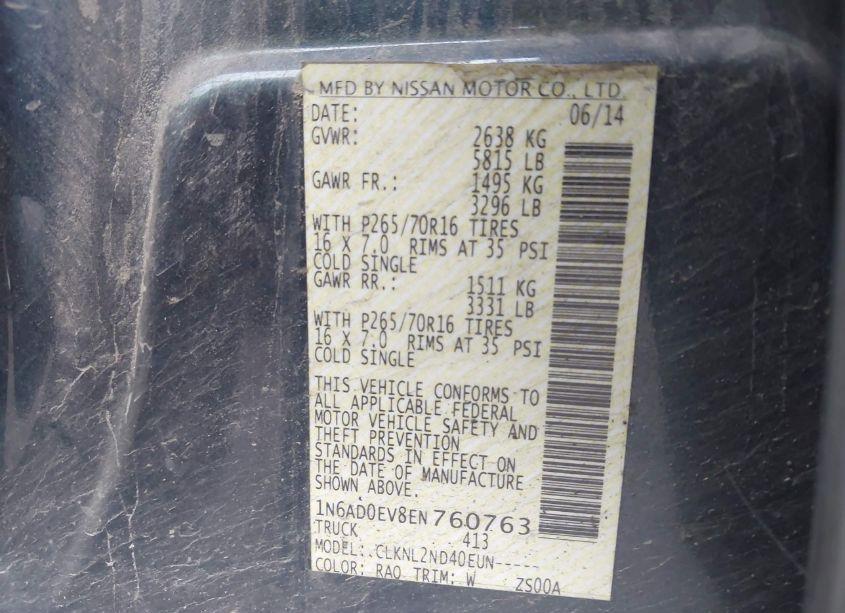 MFD BY NISSAN MOTOR CO., LTD.
DATE: 06/14
GVWR: 2638 KG
5815 LB
GAWR FR.: 1495 KG
3296 LB
WITH P265/70R16 TIRES
16 X 7.0 RIMS AT 35 PSI
COLD SINGLE
GAWR RR.: 1511 KG
3331 LB
WITH P265/70R16 TIRES
16 X 7.0 RIMS AT 35 PSI
COLD SINGLE
THIS VEHICLE CONFORMS TO
ALL APPLICABLE FEDERAL
MOTOR VEHICLE SAFETY AND
THEFT PREVENTION
STANDARDS IN EFFECT ON
THE DATE OF MANUFACTURE
SHOWN ABOVE.
1N6AD0EV8EN760763
TRUCK 413
MODEL: CLKNL2ND40EUN-----
COLOR: RAO TRIM: W ZS00A